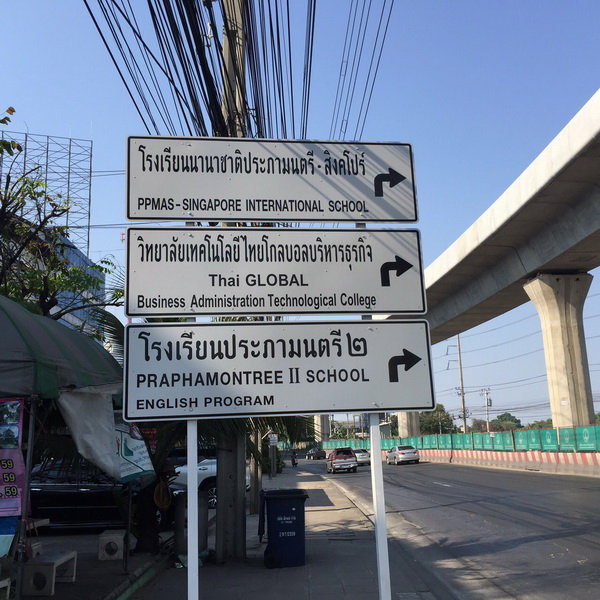 โรงเรียนนานาชาติประภามนตรี - สิงคโปร์
PPMAS - SINGAPORE INTERNATIONAL SCHOOL
วิทยาลัยเทคโนโลยีไทยโกลบอลบริหารธุรกิจ
Thai GLOBAL
Business Administration Technological College
โรงเรียนประภามนตรี ๒
PRAPHAMONTREE II SCHOOL
ENGLISH PROGRAM
.59
.59
.59